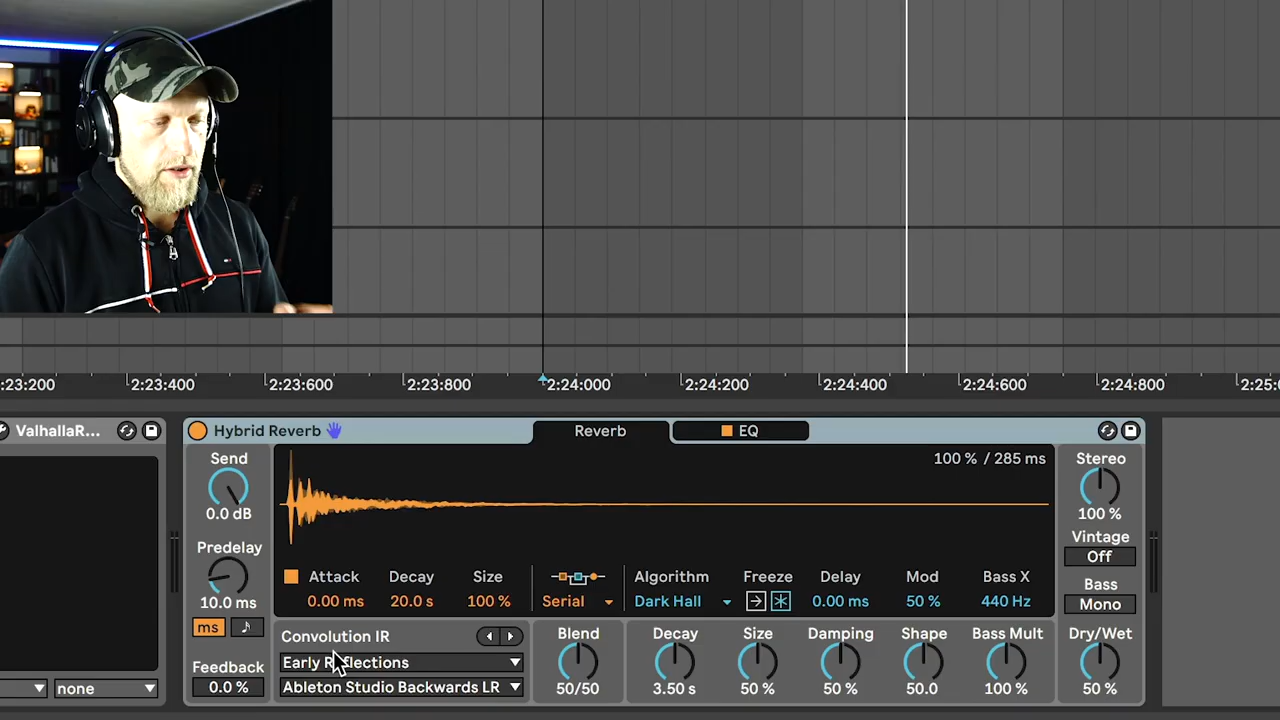 :23:200 2:23:400 2:23:600 2:23:800 2:24:000 2:24:200 2:24:400 2:24:600 2:24:800 2:25:
ValhallaR... Hybrid Reverb Reverb EQ
Send 100 % / 285 ms Stereo
0.0 dB 100 %
Predelay Vintage
Off
Attack Decay Size Algorithm Freeze Delay Mod Bass X Bass
10.0 ms 0.00 ms 20.0 s 100 % Serial Dark Hall 0.00 ms 50 % 440 Hz Mono
ms
Convolution IR Blend Decay Size Damping Shape Bass Mult Dry/Wet
Feedback Early Reflections
none 0.0 % Ableton Studio Backwards LR 50/50 3.50 s 50 % 50 % 50.0 100 % 50 %